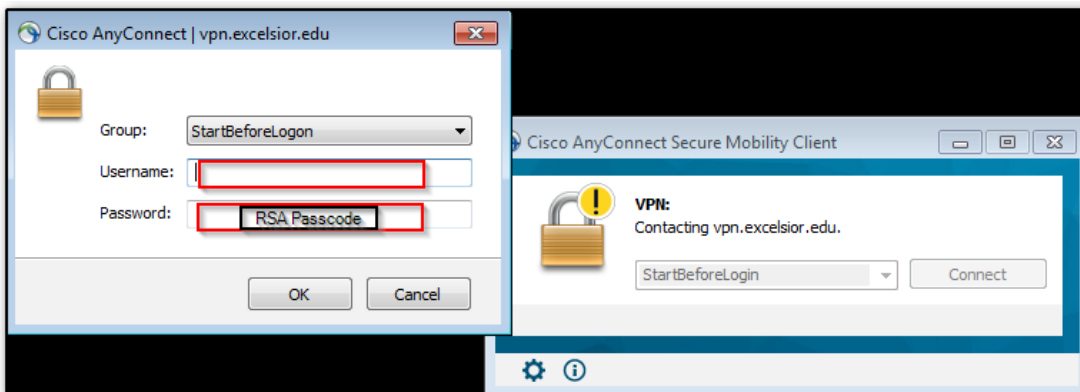 Cisco AnyConnect | vpn.excelsior.edu
Group: StartBeforeLogon
Username:
Password: RSA Passcode
OK Cancel
Cisco AnyConnect Secure Mobility Client
VPN:
Contacting vpn.excelsior.edu.
StartBeforeLogin Connect